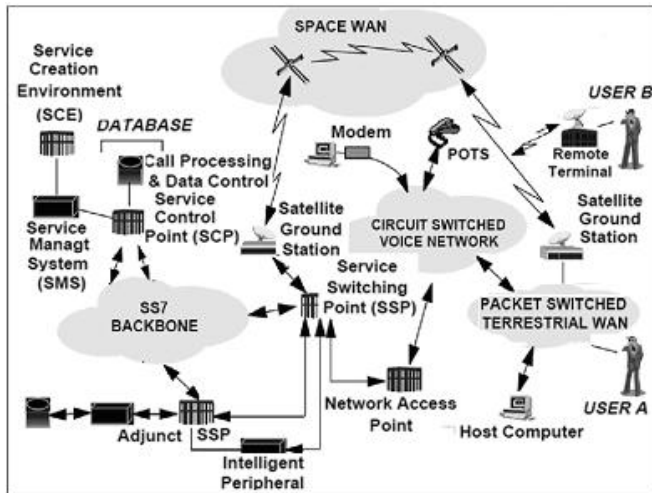 SPACE WAN
Service
Creation
Environment
(SCE)
DATABASE
Call Processing
& Data Control
Service
Control
Point (SCP)
Service
Managt
System
(SMS)
Modem
POTS
USER B
Remote
Terminal
Satellite
Ground
Station
CIRCUIT SWITCHED
VOICE NETWORK
Satellite
Ground
Station
Service
Switching
Point (SSP)
SS7
BACKBONE
PACKET SWITCHED
TERRESTRIAL WAN
Network Access
Point
USER A
Host Computer
Adjunct
SSP
Intelligent
Peripheral